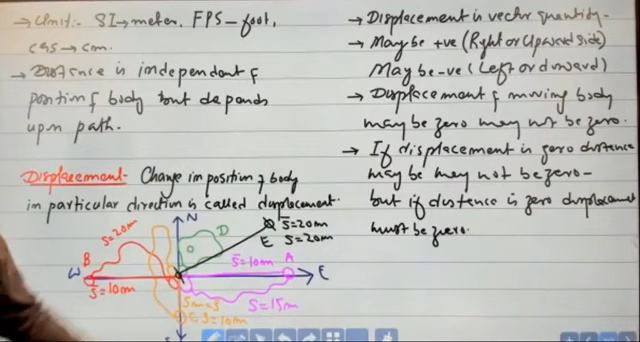 → Unit:- SI→meter. FPS-foot,
CGS → cm.
→ Distance is independent of
position of body but depends
upon path.
Displacement- Change in position of body
in particular direction is called displacement.
→ Displacement is vector quantity-
→ May be +ve (Right or Upward side)
May be -ve (Left or dwward)
→ Displacement of moving body
may be zero may not be zero.
→ If displacement is zero distance
may be may not be zero-
but if distance is zero displacement
must be zero.
N
D
O
S=20m
E S=20m
S=20m
B
W
S=10m
S=10m A
E
S=15m
5m=S
C S=10m